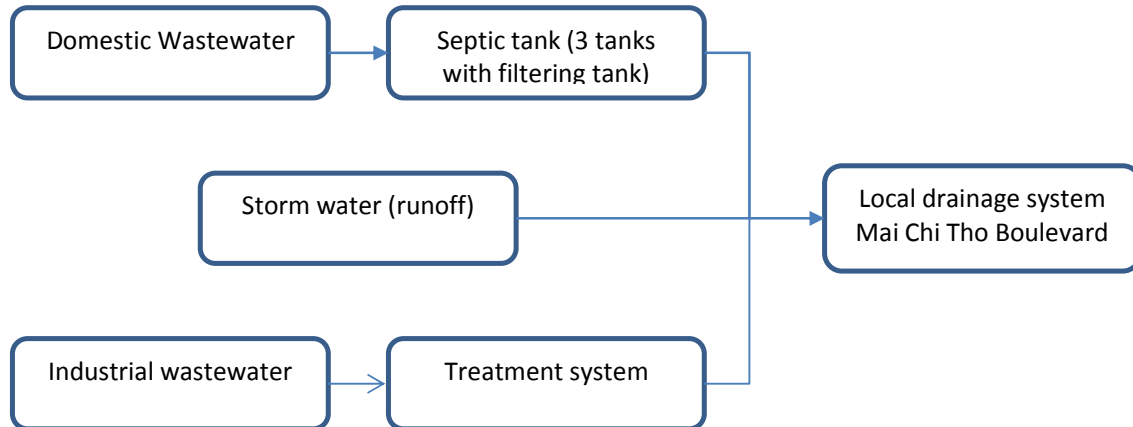 Domestic Wastewater
Septic tank (3 tanks
with filtering tank)
Storm water (runoff)
Local drainage system
Mai Chi Tho Boulevard
Industrial wastewater
Treatment system